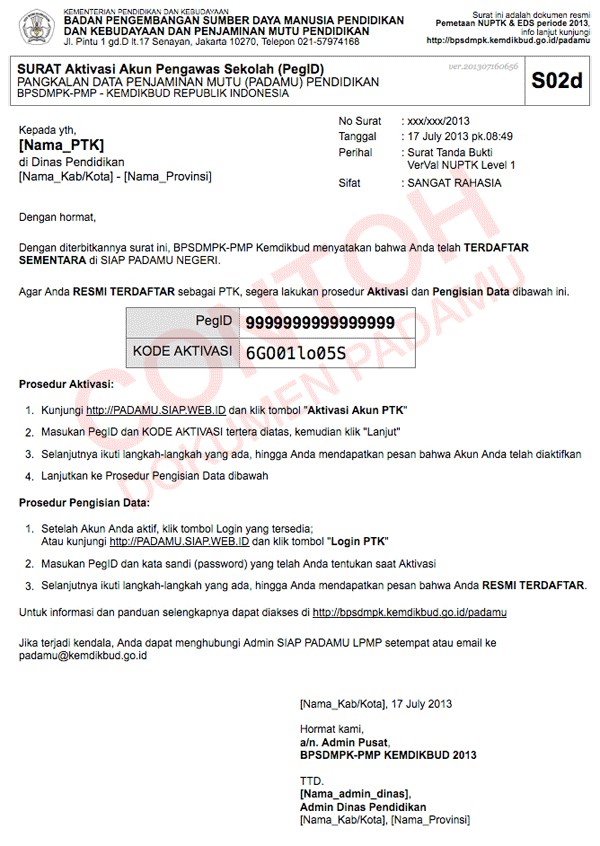 KEMENTERIAN PENDIDIKAN DAN KEBUDAYAAN
BADAN PENGEMBANGAN SUMBER DAYA MANUSIA PENDIDIKAN
DAN KEBUDAYAAN DAN PENJAMINAN MUTU PENDIDIKAN
Jl. Pintu 1 gd.D lt.17 Senayan, Jakarta 10270, Telepon 021-57974168
Surat ini adalah dokumen resmi
Pemetaan NUPTK & EDS periode 2013,
info lanjut kunjungi
http://bpsdmpk.kemdikbud.go.id/padamu
SURAT Aktivasi Akun Pengawas Sekolah (PegID)
PANGKALAN DATA PENJAMINAN MUTU (PADAMU) PENDIDIKAN
BPSDMPK-PMP - KEMDIKBUD REPUBLIK INDONESIA
ver.201307160656
S02d
Kepada yth,
[Nama_PTK]
di Dinas Pendidikan
[Nama_Kab/Kota] - [Nama_Provinsi]
No Surat : xxx/xxx/2013
Tanggal : 17 July 2013 pk.08:49
Perihal : Surat Tanda Bukti
VerVal NUPTK Level 1
Sifat : SANGAT RAHASIA
Dengan hormat,
Dengan diterbitkannya surat ini, BPSDMPK-PMP Kemdikbud menyatakan bahwa Anda telah TERDAFTAR
SEMENTARA di SIAP PADAMU NEGERI.
Agar Anda RESMI TERDAFTAR sebagai PTK, segera lakukan prosedur Aktivasi dan Pengisian Data dibawah ini.
PegID 9999999999999999
KODE AKTIVASI 6GO01lo05S
CONTOH
DOKUMEN PADAMU
Prosedur Aktivasi:
1. Kunjungi http://PADAMU.SIAP.WEB.ID dan klik tombol "Aktivasi Akun PTK"
2. Masukan PegID dan KODE AKTIVASI tertera diatas, kemudian klik "Lanjut"
3. Selanjutnya ikuti langkah-langkah yang ada, hingga Anda mendapatkan pesan bahwa Akun Anda telah diaktifkan
4. Lanjutkan ke Prosedur Pengisian Data dibawah
Prosedur Pengisian Data:
1. Setelah Akun Anda aktif, klik tombol Login yang tersedia;
Atau kunjungi http://PADAMU.SIAP.WEB.ID dan klik tombol "Login PTK"
2. Masukan PegID dan kata sandi (password) yang telah Anda tentukan saat Aktivasi
3. Selanjutnya ikuti langkah-langkah yang ada, hingga Anda mendapatkan pesan bahwa Anda RESMI TERDAFTAR.
Untuk informasi dan panduan selengkapnya dapat diakses di http://bpsdmpk.kemdikbud.go.id/padamu
Jika terjadi kendala, Anda dapat menghubungi Admin SIAP PADAMU LPMP setempat atau email ke
padamu@kemdikbud.go.id
[Nama_Kab/Kota], 17 July 2013
Hormat kami,
a/n. Admin Pusat,
BPSDMPK-PMP KEMDIKBUD 2013
TTD.
[Nama_admin_dinas],
Admin Dinas Pendidikan
[Nama_Kab/Kota], [Nama_Provinsi]